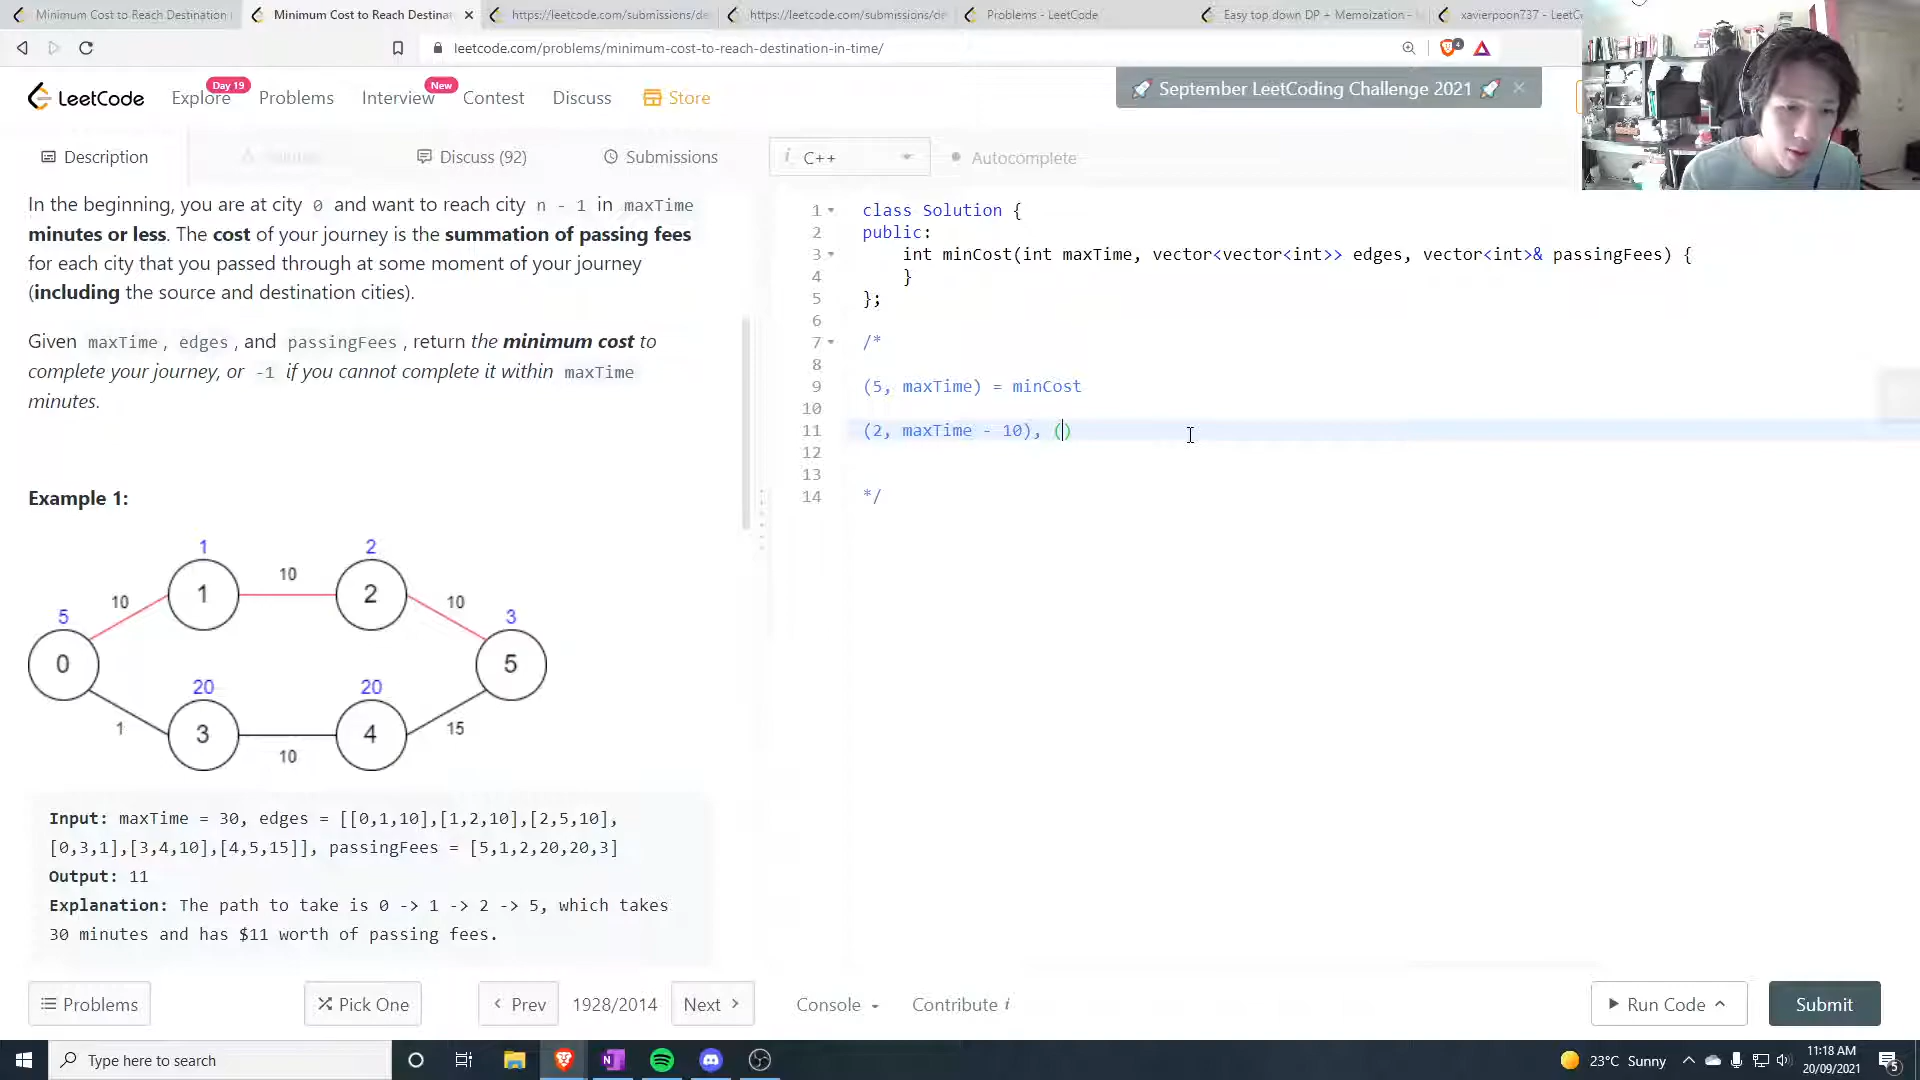 Minimum Cost to Reach Destination
Minimum Cost to Reach Destinat
https://leetcode.com/submissions/de
https://leetcode.com/submissions/de
Problems - LeetCode
Easy top down DP + Memoization -
xavierpoon737 - LeetCo
leetcode.com/problems/minimum-cost-to-reach-destination-in-time/
4
LeetCode
Explore
Day 19
Problems
Interview
New
Contest
Discuss
Store
September LeetCoding Challenge 2021
Description
Discuss (92)
Submissions
i C++
Autocomplete
In the beginning, you are at city 0 and want to reach city n - 1 in maxTime
minutes or less. The cost of your journey is the summation of passing fees
for each city that you passed through at some moment of your journey
(including the source and destination cities).
Given maxTime, edges, and passingFees, return the minimum cost to
complete your journey, or -1 if you cannot complete it within maxTime
minutes.
Example 1:
1
2
10
1
2
10
10
5
3
0
5
20
20
1
3
4
15
10
Input: maxTime = 30, edges = [[0,1,10],[1,2,10],[2,5,10],
[0,3,1],[3,4,10],[4,5,15]], passingFees = [5,1,2,20,20,3]
Output: 11
Explanation: The path to take is 0 -> 1 -> 2 -> 5, which takes
30 minutes and has $11 worth of passing fees.
1 class Solution {
2 public:
3 int minCost(int maxTime, vector<vector<int>> edges, vector<int>& passingFees) {
4 }
5 };
6
7 /*
8
9 (5, maxTime) = minCost
10
11 (2, maxTime - 10), ()
12
13
14 */
Problems
Pick One
Prev
1928/2014
Next
Console
Contribute i
Run Code
Submit
Type here to search
23°C Sunny
11:18 AM
20/09/2021
5